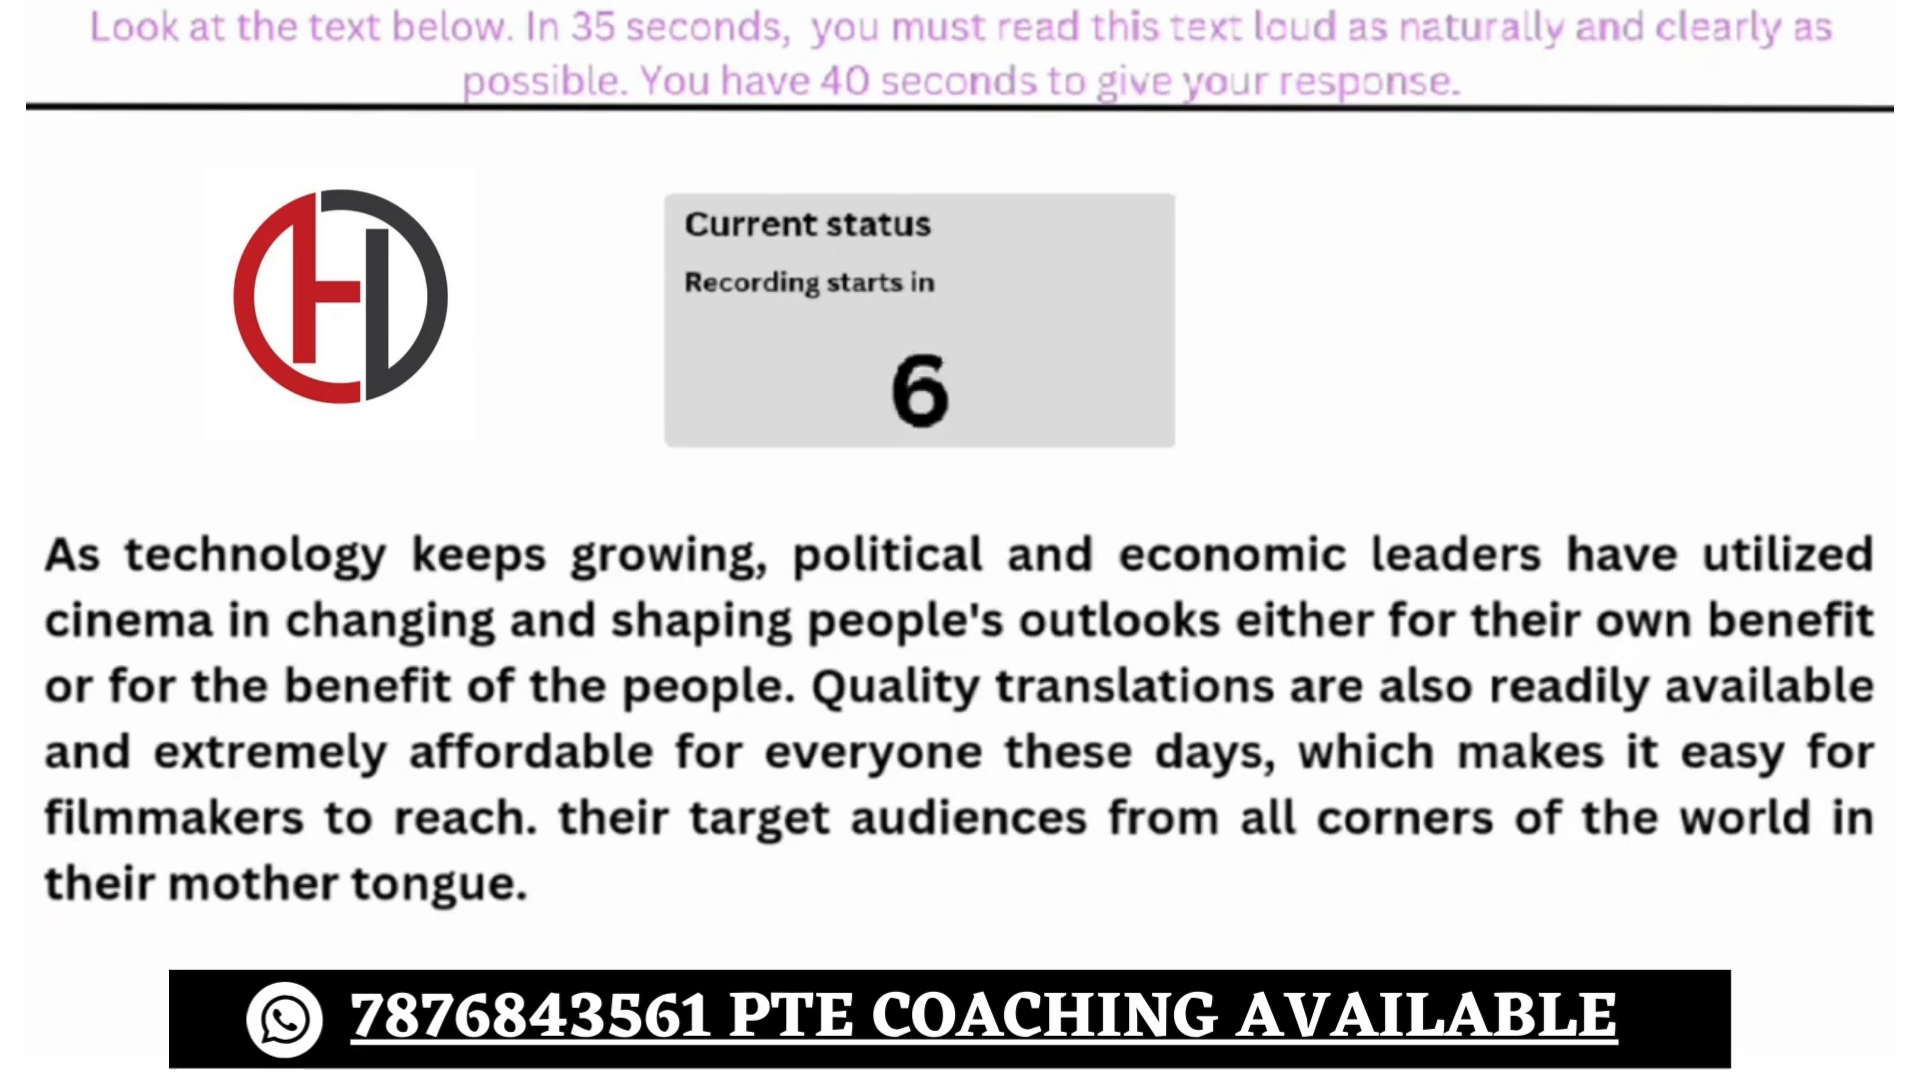 Look at the text below. In 35 seconds, you must read this text loud as naturally and clearly as
possible. You have 40 seconds to give your response.
Current status
Recording starts in
6
As technology keeps growing, political and economic leaders have utilized
cinema in changing and shaping people's outlooks either for their own benefit
or for the benefit of the people. Quality translations are also readily available
and extremely affordable for everyone these days, which makes it easy for
filmmakers to reach. their target audiences from all corners of the world in
their mother tongue.
7876843561 PTE COACHING AVAILABLE